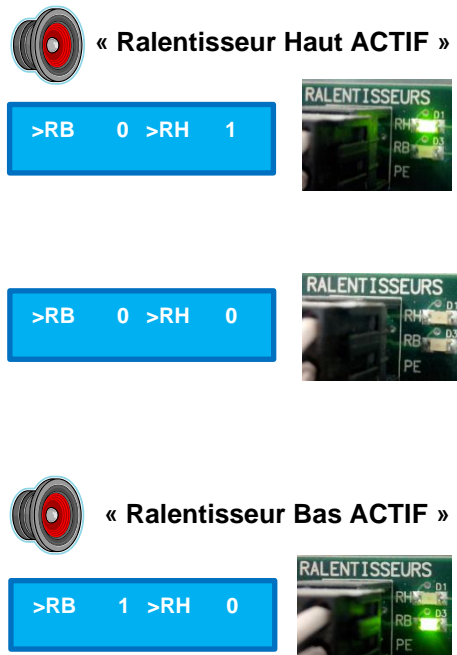 « Ralentisseur Haut ACTIF »
>RB 0 >RH 1
RALENTISSEURS
RH D1
RB D3
PE
>RB 0 >RH 0
RALENTISSEURS
RH D1
RB D3
PE
« Ralentisseur Bas ACTIF »
>RB 1 >RH 0
RALENTISSEURS
RH D1
RB D3
PE